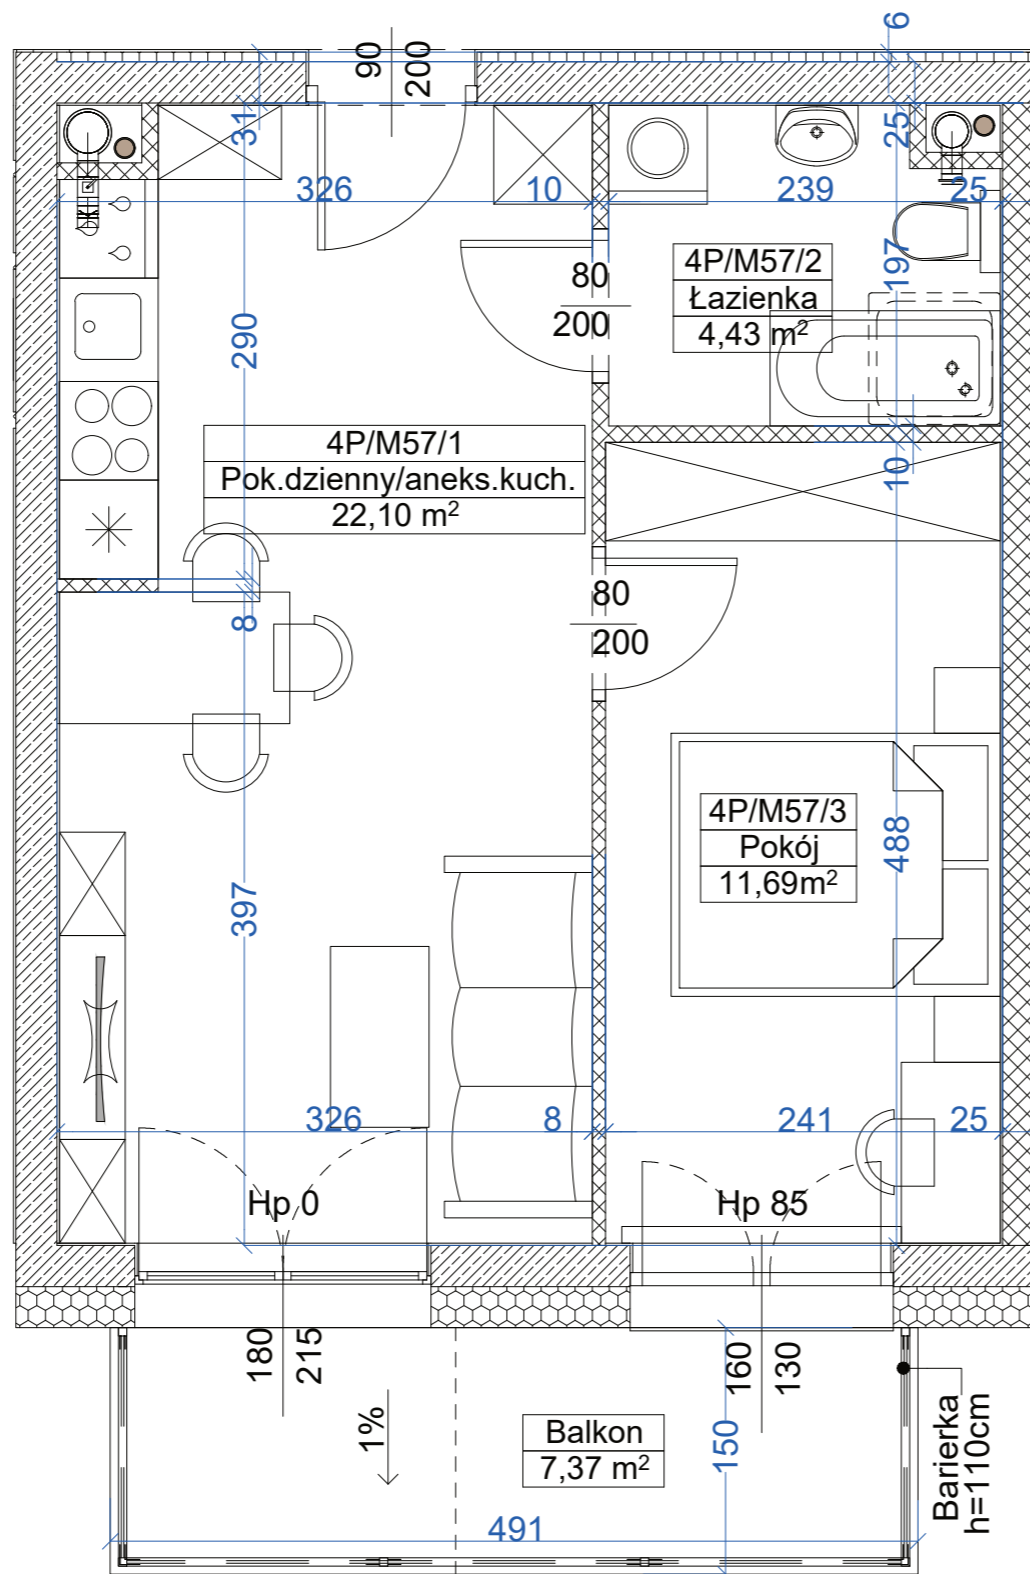 6
90
200
31
25
326
10
239
25
80
200
4P/M57/2
Łazienka
4,43 m²
197
290
4P/M57/1
Pok.dzienny/aneks.kuch.
22,10 m²
10
80
200
8
4P/M57/3
Pokój
11,69m²
488
397
326
8
241
25
Hp 0
Hp 85
180
215
160
130
1%
Balkon
7,37 m²
150
Barierka
h=110cm
491